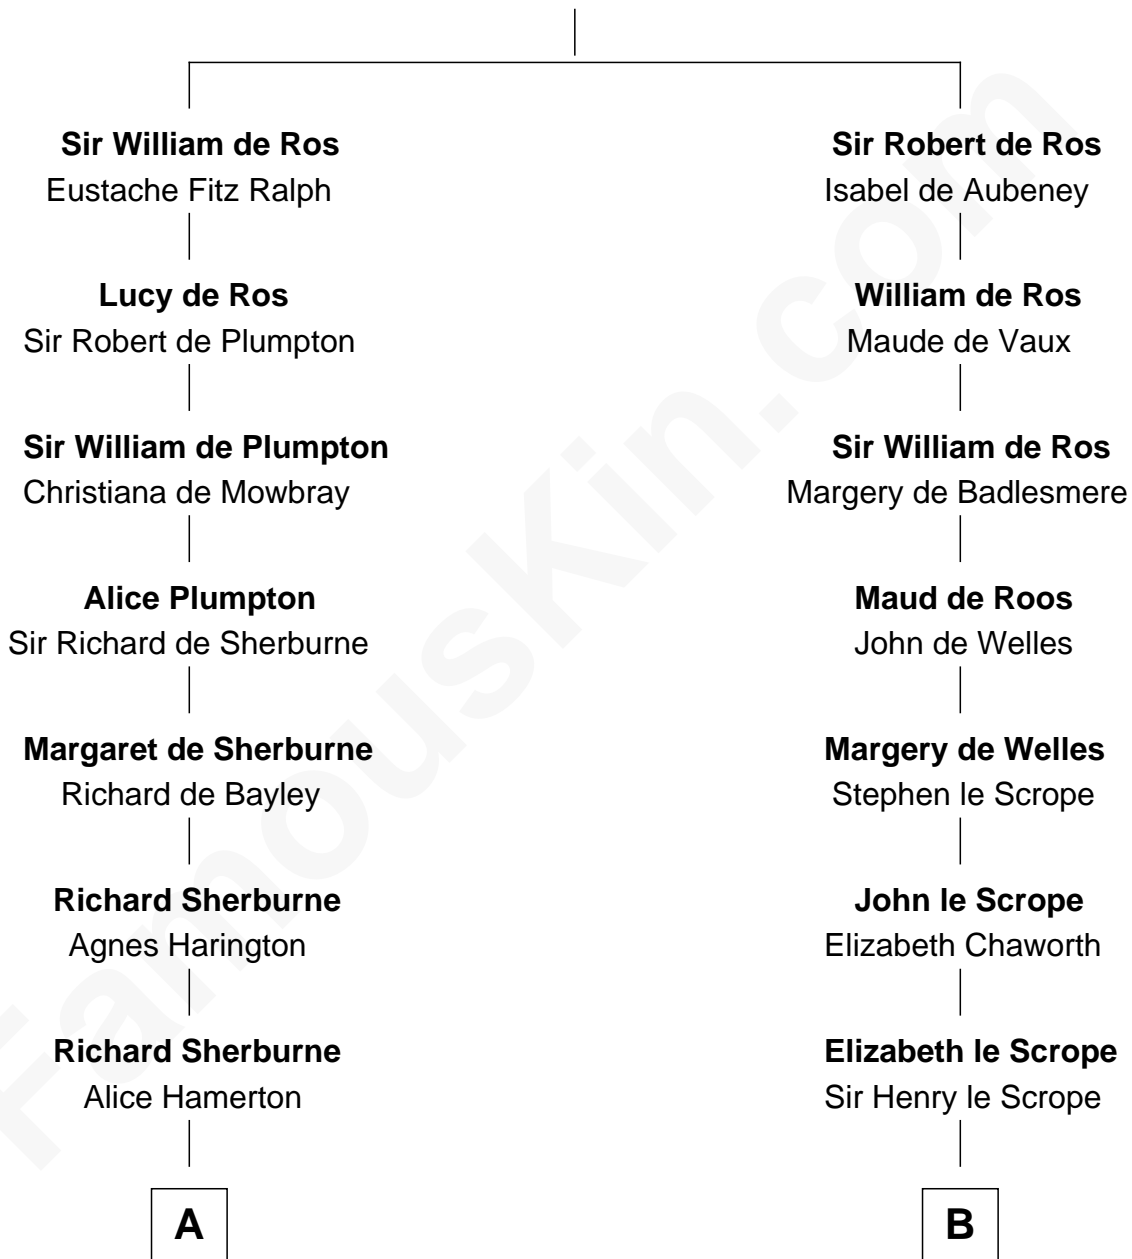 Sir William de Ros
Eustache Fitz Ralph
Lucy de Ros
Sir Robert de Plumpton
Sir William de Plumpton
Christiana de Mowbray
Alice Plumpton
Sir Richard de Sherburne
Margaret de Sherburne
Richard de Bayley
Richard Sherburne
Agnes Harington
Richard Sherburne
Alice Hamerton
A
Sir Robert de Ros
Isabel de Aubeney
William de Ros
Maude de Vaux
Sir William de Ros
Margery de Badlesmere
Maud de Roos
John de Welles
Margery de Welles
Stephen le Scrope
John le Scrope
Elizabeth Chaworth
Elizabeth le Scrope
Sir Henry le Scrope
B
FamousKin.com